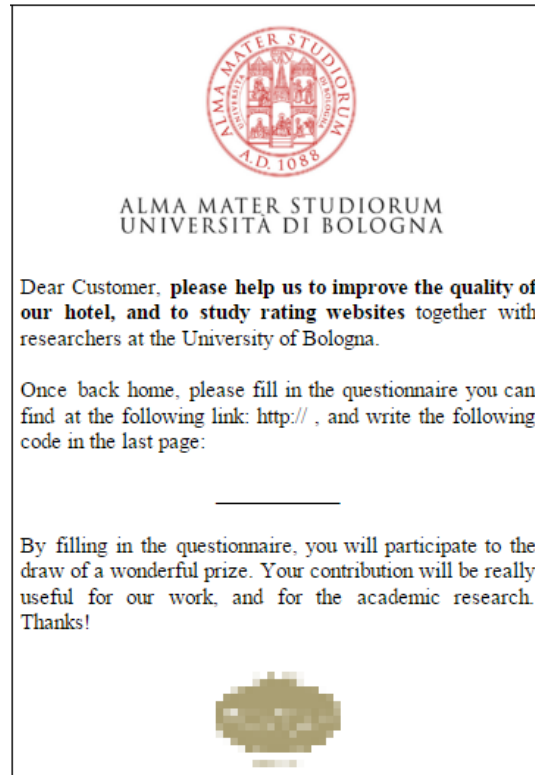 ALMA MATER STUDIORUM
UNIVERSITÀ DI BOLOGNA
A.D. 1088
ALMA MATER STUDIORUM
UNIVERSITÀ DI BOLOGNA
Dear Customer, please help us to improve the quality of
our hotel, and to study rating websites together with
researchers at the University of Bologna.
Once back home, please fill in the questionnaire you can
find at the following link: http:// , and write the following
code in the last page:
By filling in the questionnaire, you will participate to the
draw of a wonderful prize. Your contribution will be really
useful for our work, and for the academic research.
Thanks!